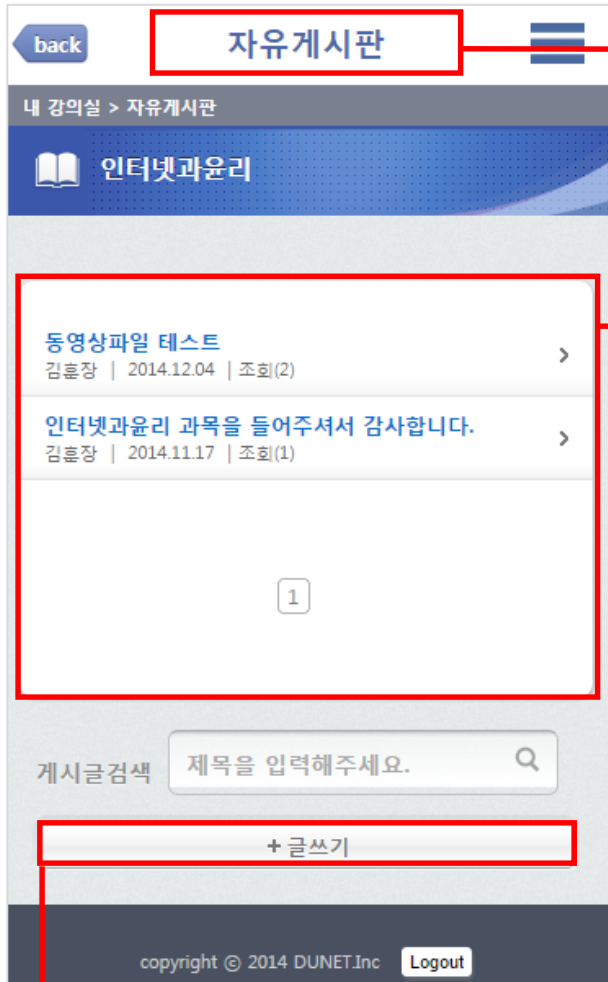 back
자유게시판
내 강의실 > 자유게시판
인터넷과윤리
동영상파일 테스트
김훈장 | 2014.12.04 | 조회(2)
인터넷과윤리 과목을 들어주셔서 감사합니다.
김훈장 | 2014.11.17 | 조회(1)
1
게시글검색 제목을 입력해주세요.
+ 글쓰기
copyright ⓒ 2014 DUNET.Inc Logout